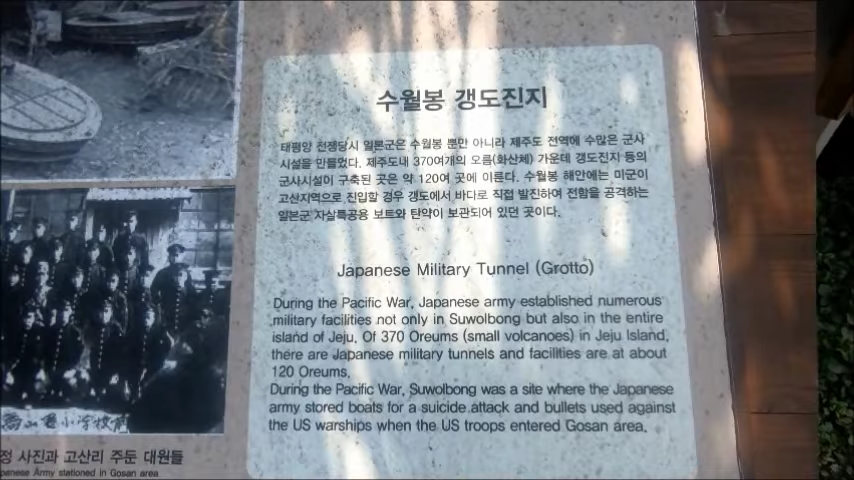 수월봉 갱도진지
태평양 전쟁당시 일본군은 수월봉 뿐만 아니라 제주도 전역에 수많은 군사
시설을 만들었다. 제주도내 370여개의 오름(화산체) 가운데 갱도진지 등의
군사시설이 구축된 곳은 약 120여 곳에 이른다. 수월봉 해안에는 미군이
고산지역으로 진입할 경우 갱도에서 바다로 직접 발진하여 전함을 공격하는
일본군 자살특공용 보트와 탄약이 보관되어 있던 곳이다.
Japanese Military Tunnel (Grotto)
During the Pacific War, Japanese army established numerous
military facilities not only in Suwolbong but also in the entire
island of Jeju. Of 370 Oreums (small volcanoes) in Jeju Island,
there are Japanese military tunnels and facilities are at about
120 Oreums.
During the Pacific War, Suwolbong was a site where the Japanese
army stored boats for a suicide attack and bullets used against
the US warships when the US troops entered Gosan area.
정 사진과 고산리 주둔 대원들
panese Army stationed in Gosan area